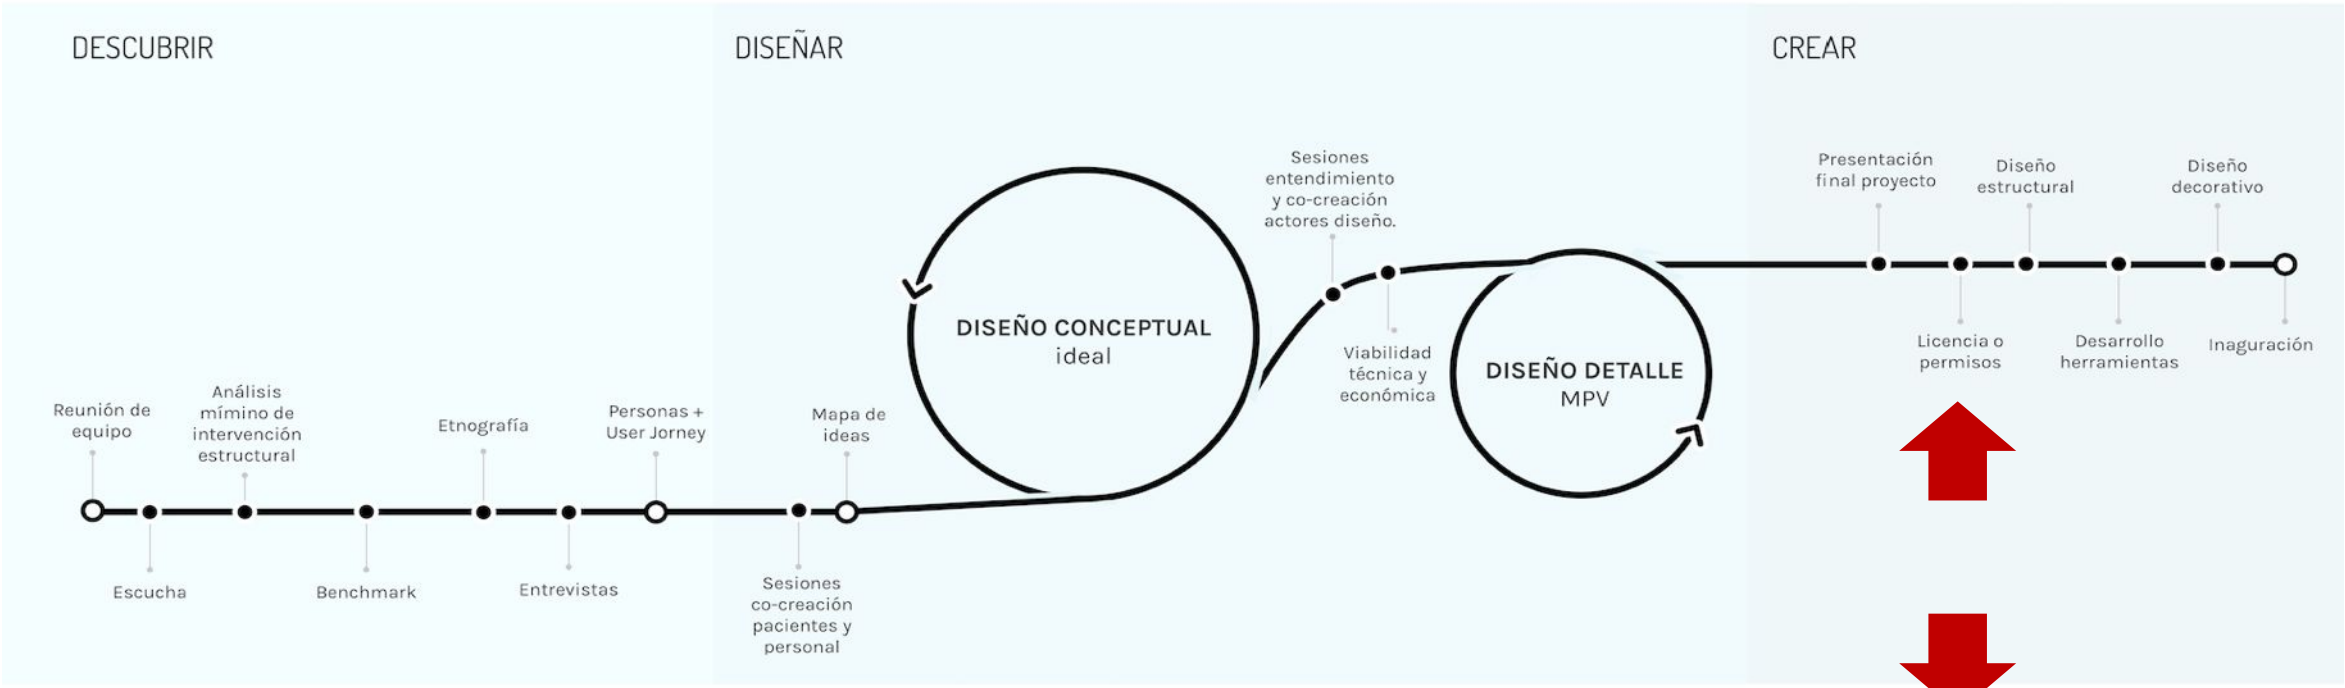 DESCUBRIR
DISEÑAR
CREAR
Reunión de
equipo
Escucha
Análisis
mímino de
intervención
estructural
Benchmark
Etnografía
Entrevistas
Personas +
User Jorney
Sesiones
co-creación
pacientes y
personal
Mapa de
ideas
DISEÑO CONCEPTUAL
ideal
Sesiones
entendimiento
y co-creación
actores diseño.
Viabilidad
técnica y
económica
DISEÑO DETALLE
MPV
Presentación
final proyecto
Licencia o
permisos
Diseño
estructural
Desarrollo
herramientas
Diseño
decorativo
Inaguración